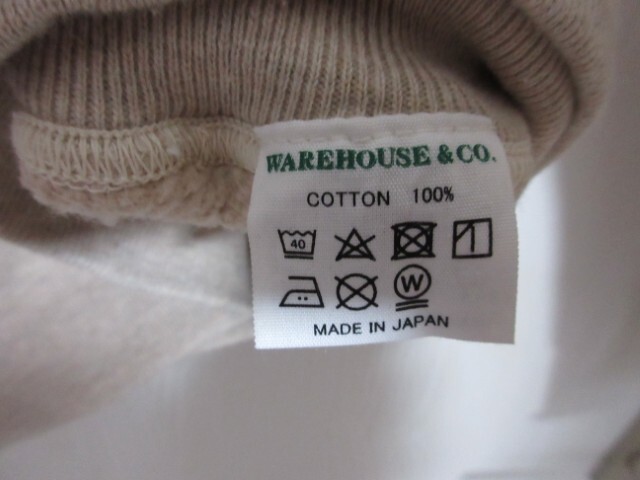 WAREHOUSE & CO.
COTTON 100%
40
W
MADE IN JAPAN